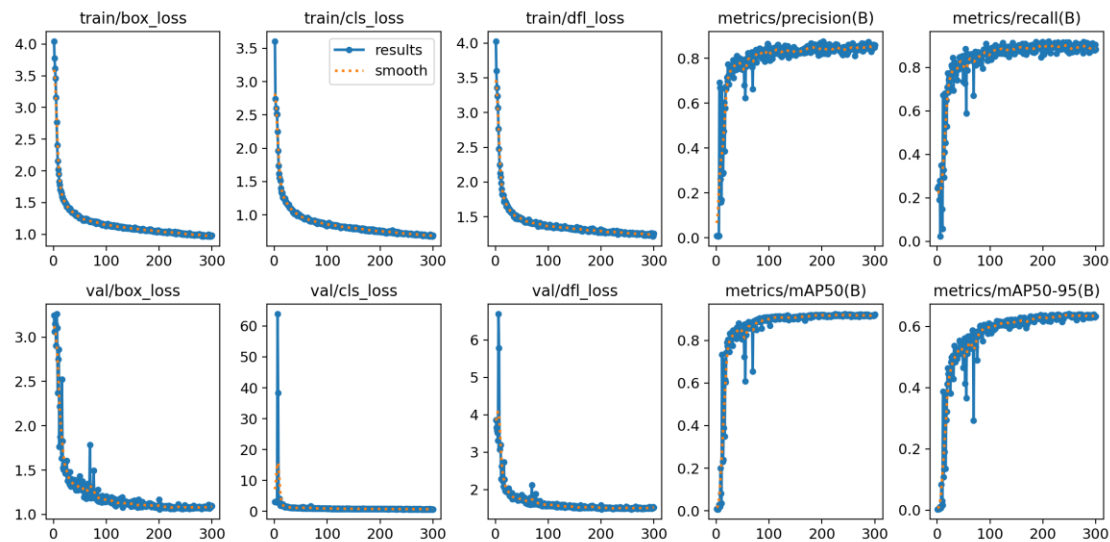 train/box_loss
4.0
3.5
3.0
2.5
2.0
1.5
1.0
0 100 200 300
train/cls_loss
results
smooth
3.5
3.0
2.5
2.0
1.5
1.0
0 100 200 300
train/dfl_loss
4.0
3.5
3.0
2.5
2.0
1.5
0 100 200 300
metrics/precision(B)
0.8
0.6
0.4
0.2
0.0
0 100 200 300
metrics/recall(B)
0.8
0.6
0.4
0.2
0.0
0 100 200 300
val/box_loss
3.0
2.5
2.0
1.5
1.0
0 100 200 300
val/cls_loss
60
50
40
30
20
10
0
0 100 200 300
val/dfl_loss
6
5
4
3
2
0 100 200 300
metrics/mAP50(B)
0.8
0.6
0.4
0.2
0.0
0 100 200 300
metrics/mAP50-95(B)
0.6
0.4
0.2
0.0
0 100 200 300